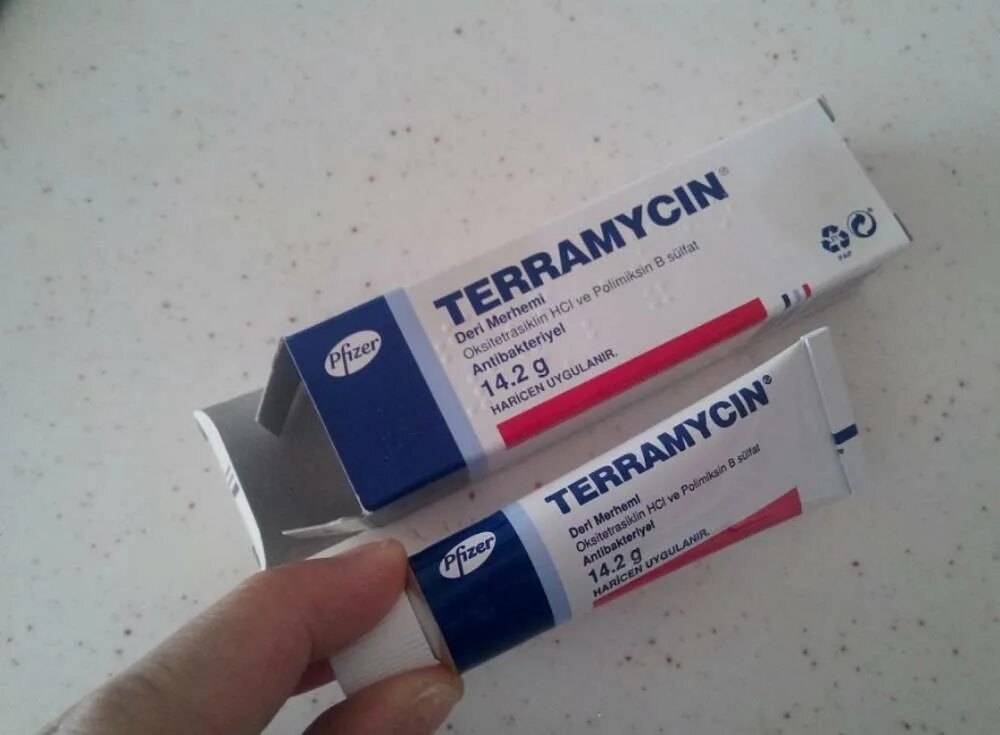 Pfizer
TERRAMYCIN®
Deri Merhemi
Oksitetrasiklin HCl ve Polimiksin B sülfat
Antibakteriyel
14.2 g
HARİCEN UYGULANIR.
PAP
Pfizer
TERRAMYCIN®
Deri Merhemi
Oksitetrasiklin HCl ve Polimiksin B sülfat
Antibakteriyel
14.2 g
HARİCEN UYGULANIR.